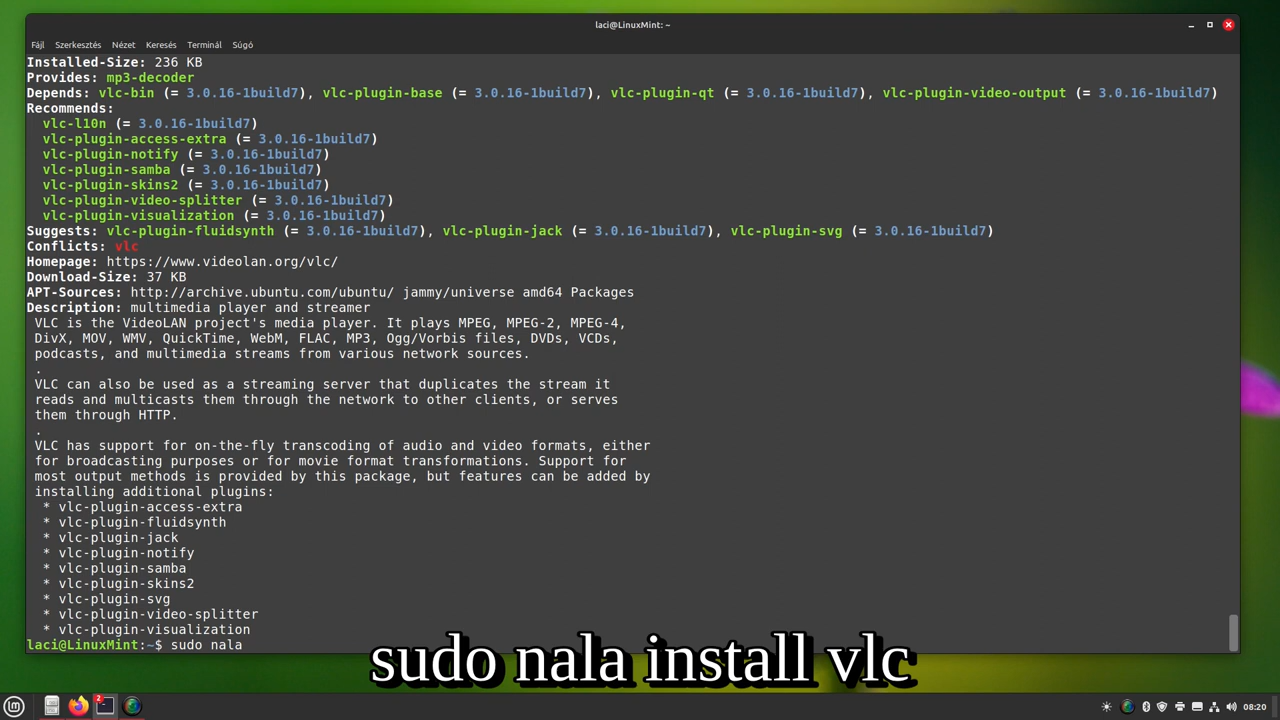 laci@LinuxMint: ~
Fájl Szerkesztés Nézet Keresés Terminál Súgó
Installed-Size: 236 KB
Provides: mp3-decoder
Depends: vlc-bin (= 3.0.16-1build7), vlc-plugin-base (= 3.0.16-1build7), vlc-plugin-qt (= 3.0.16-1build7), vlc-plugin-video-output (= 3.0.16-1build7)
Recommends:
vlc-l10n (= 3.0.16-1build7)
vlc-plugin-access-extra (= 3.0.16-1build7)
vlc-plugin-notify (= 3.0.16-1build7)
vlc-plugin-samba (= 3.0.16-1build7)
vlc-plugin-skins2 (= 3.0.16-1build7)
vlc-plugin-video-splitter (= 3.0.16-1build7)
vlc-plugin-visualization (= 3.0.16-1build7)
Suggests: vlc-plugin-fluidsynth (= 3.0.16-1build7), vlc-plugin-jack (= 3.0.16-1build7), vlc-plugin-svg (= 3.0.16-1build7)
Conflicts: vlc
Homepage: https://www.videolan.org/vlc/
Download-Size: 37 KB
APT-Sources: http://archive.ubuntu.com/ubuntu/ jammy/universe amd64 Packages
Description: multimedia player and streamer
VLC is the VideoLAN project's media player. It plays MPEG, MPEG-2, MPEG-4,
DivX, MOV, WMV, QuickTime, WebM, FLAC, MP3, Ogg/Vorbis files, DVDs, VCDs,
podcasts, and multimedia streams from various network sources.
.
VLC can also be used as a streaming server that duplicates the stream it
reads and multicasts them through the network to other clients, or serves
them through HTTP.
.
VLC has support for on-the-fly transcoding of audio and video formats, either
for broadcasting purposes or for movie format transformations. Support for
most output methods is provided by this package, but features can be added by
installing additional plugins:
* vlc-plugin-access-extra
* vlc-plugin-fluidsynth
* vlc-plugin-jack
* vlc-plugin-notify
* vlc-plugin-samba
* vlc-plugin-skins2
* vlc-plugin-svg
* vlc-plugin-video-splitter
* vlc-plugin-visualization
laci@LinuxMint:~$ sudo nala
sudo nala install vlc
2
08:20